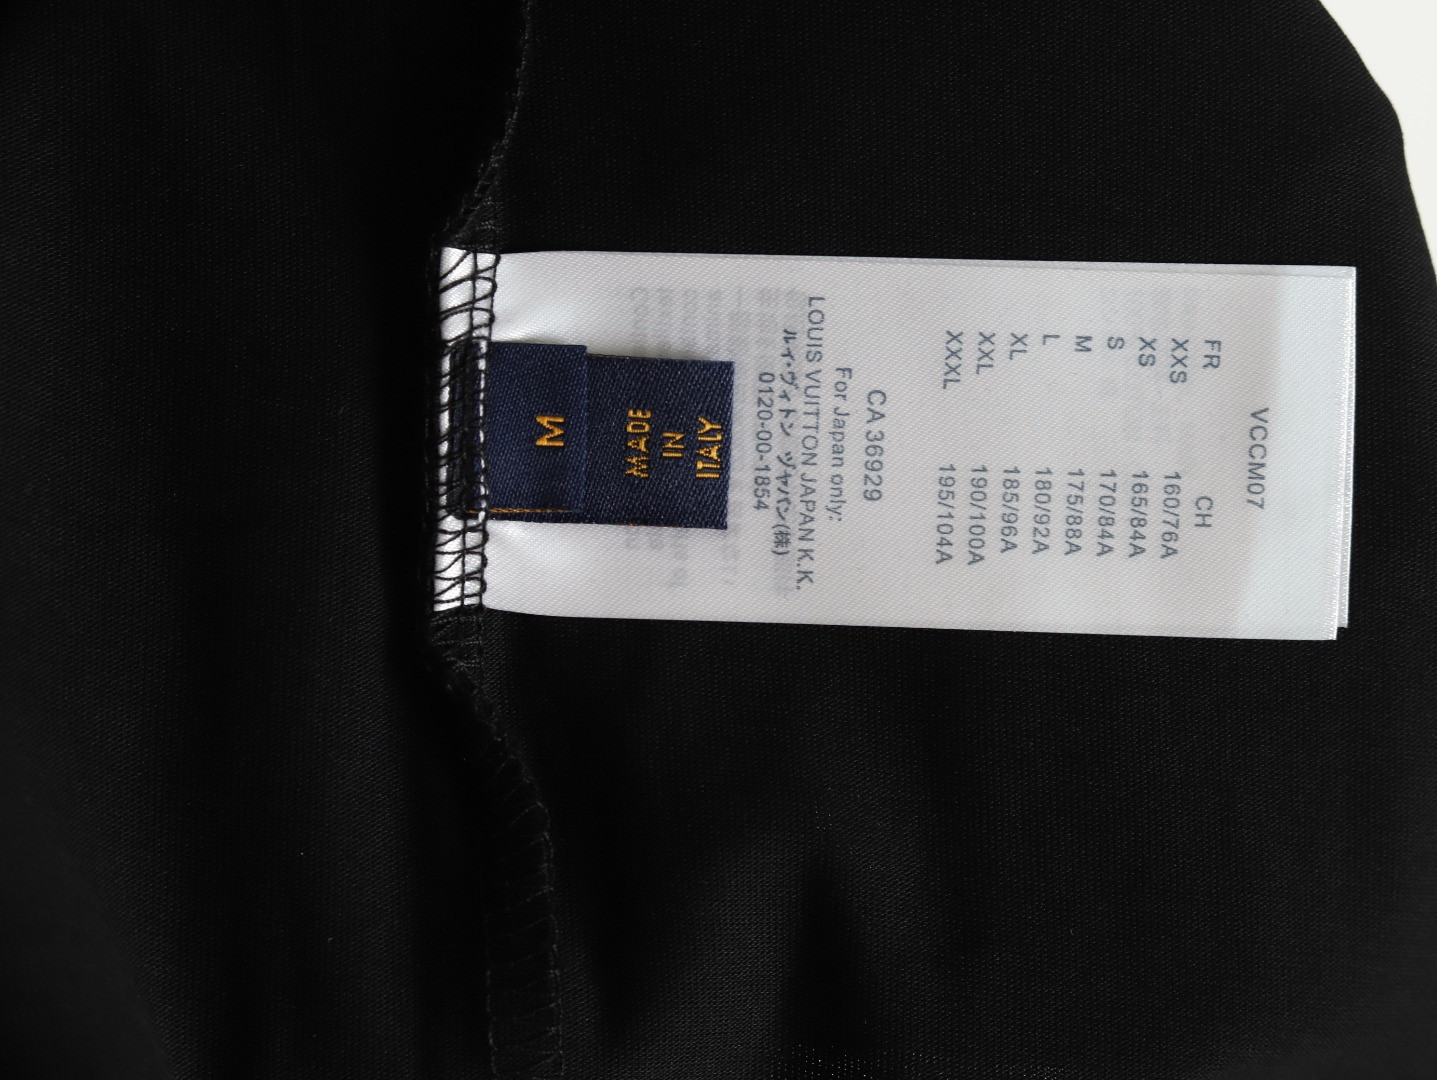 VCCM07
FR CH
XXS 160/76A
XS 165/84A
S 170/84A
M 175/88A
L 180/92A
XL 185/96A
XXL 190/100A
XXXL 195/104A
CA 36929
For Japan only:
LOUIS VUITTON JAPAN K.K.
ルイ・ヴィトン ジャパン(株)
0120-00-1854
M
MADE
IN
ITALY